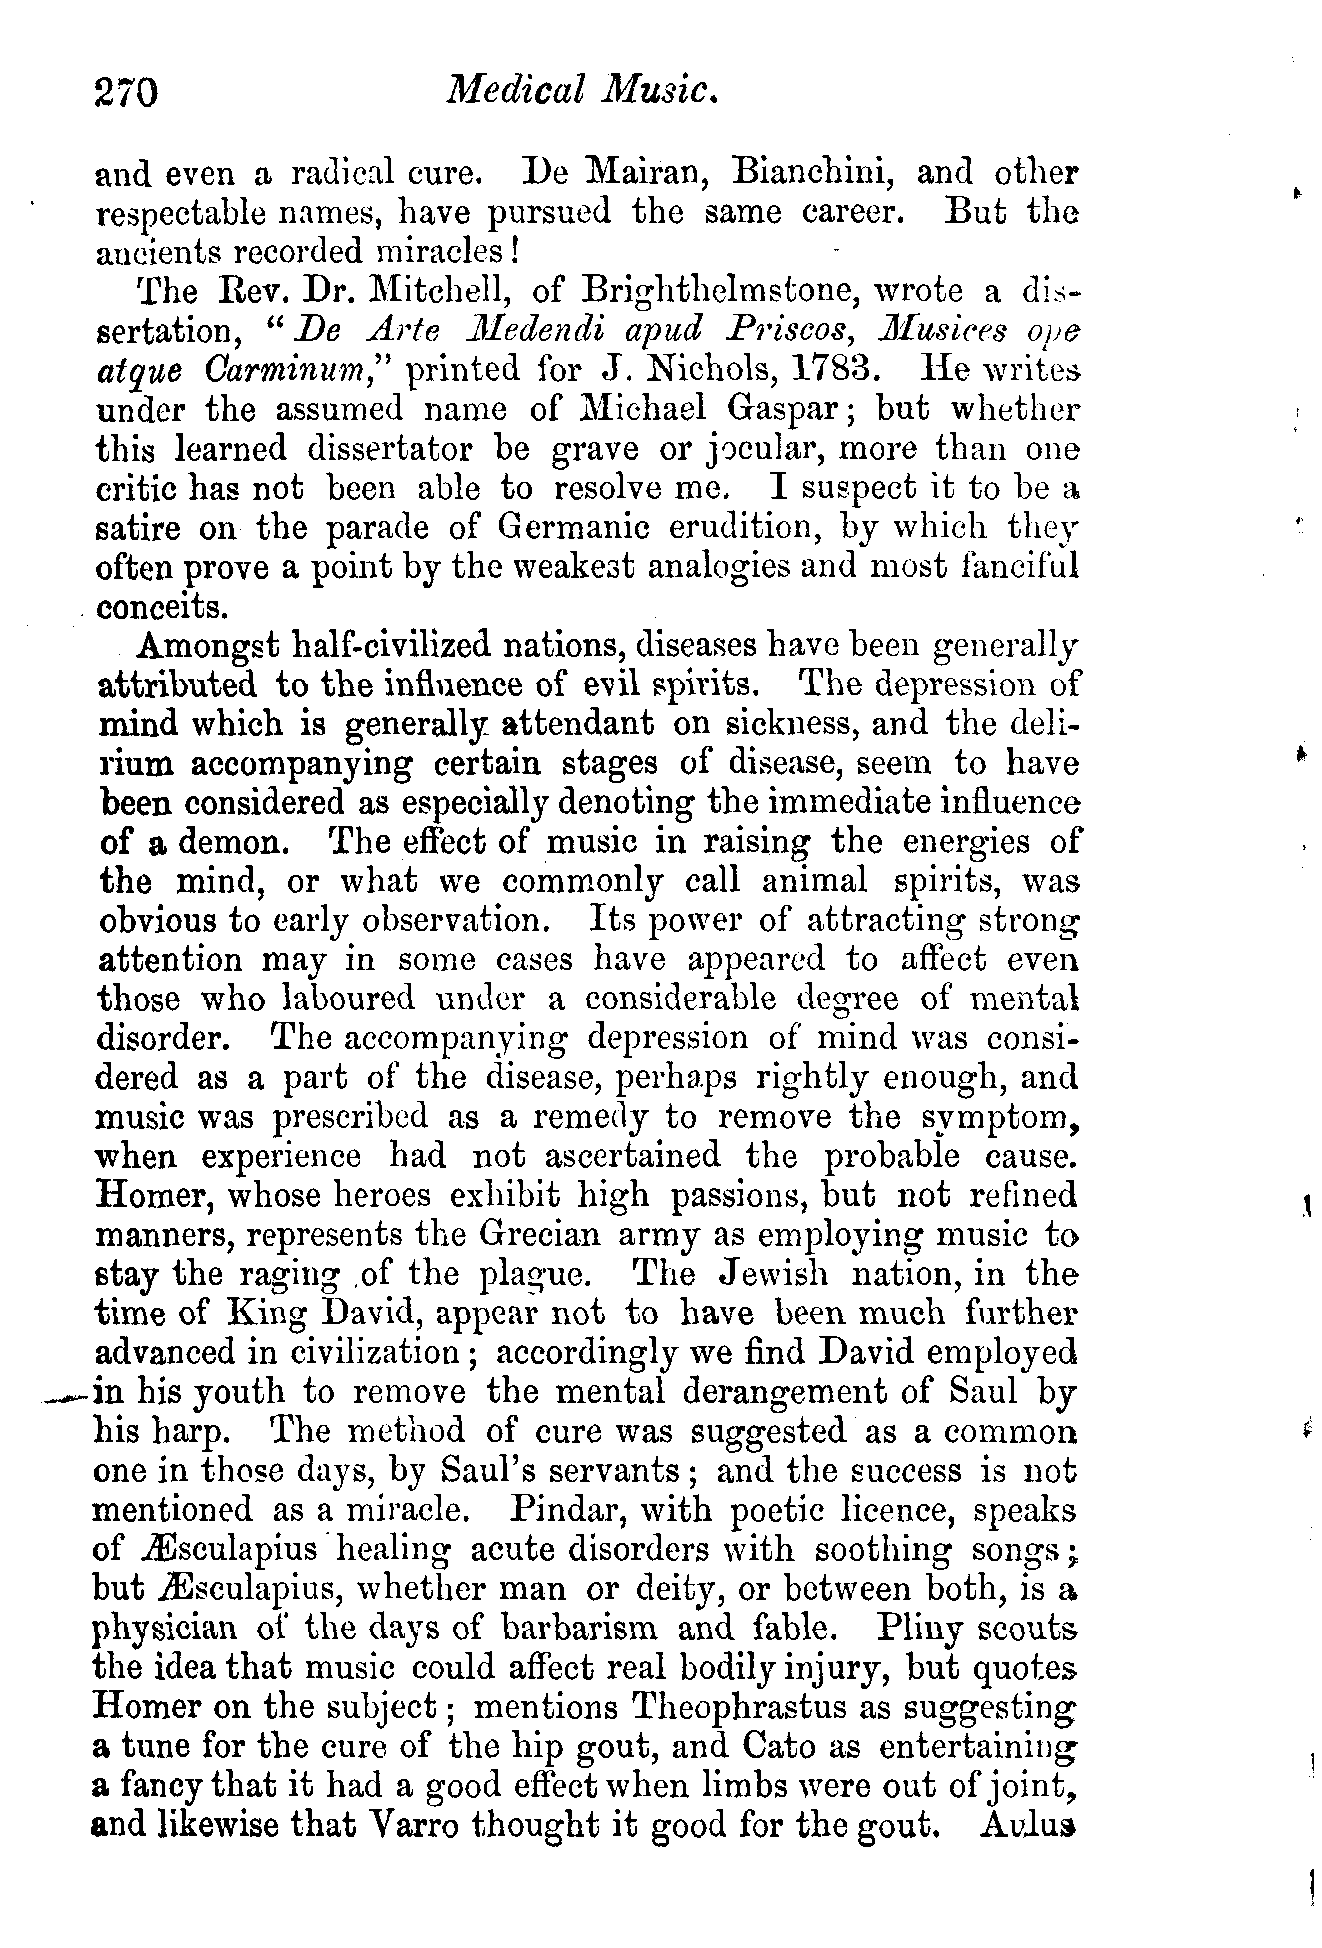 270 Medical Music.
and even a radical cure. De Mairan, Bianchini, and other
respectable names, have pursued the same career. But the
ancients recorded miracles!
The Rev. Dr. Mitchell, of Brighthelmstone, wrote a dis-
sertation, “De Arte Medendi apud Priscos, Musices ope
atque Carminum,” printed for J. Nichols, 1783. He writes
under the assumed name of Michael Gaspar; but whether
this learned dissertator be grave or jocular, more than one
critic has not been able to resolve me. I suspect it to be a
satire on the parade of Germanic erudition, by which they
often prove a point by the weakest analogies and most fanciful
conceits.
Amongst half-civilized nations, diseases have been generally
attributed to the influence of evil spirits. The depression of
mind which is generally attendant on sickness, and the deli-
rium accompanying certain stages of disease, seem to have
been considered as especially denoting the immediate influence
of a demon. The effect of music in raising the energies of
the mind, or what we commonly call animal spirits, was
obvious to early observation. Its power of attracting strong
attention may in some cases have appeared to affect even
those who laboured under a considerable degree of mental
disorder. The accompanying depression of mind was consi-
dered as a part of the disease, perhaps rightly enough, and
music was prescribed as a remedy to remove the symptom,
when experience had not ascertained the probable cause.
Homer, whose heroes exhibit high passions, but not refined
manners, represents the Grecian army as employing music to
stay the raging of the plague. The Jewish nation, in the
time of King David, appear not to have been much further
advanced in civilization; accordingly we find David employed
in his youth to remove the mental derangement of Saul by
his harp. The method of cure was suggested as a common
one in those days, by Saul's servants; and the success is not
mentioned as a miracle. Pindar, with poetic licence, speaks
of Æsculapius healing acute disorders with soothing songs;
but Æsculapius, whether man or deity, or between both, is a
physician of the days of barbarism and fable. Pliny scouts
the idea that music could affect real bodily injury, but quotes
Homer on the subject; mentions Theophrastus as suggesting
a tune for the cure of the hip gout, and Cato as entertaining
a fancy that it had a good effect when limbs were out of joint,
and likewise that Varro thought it good for the gout. Aulus